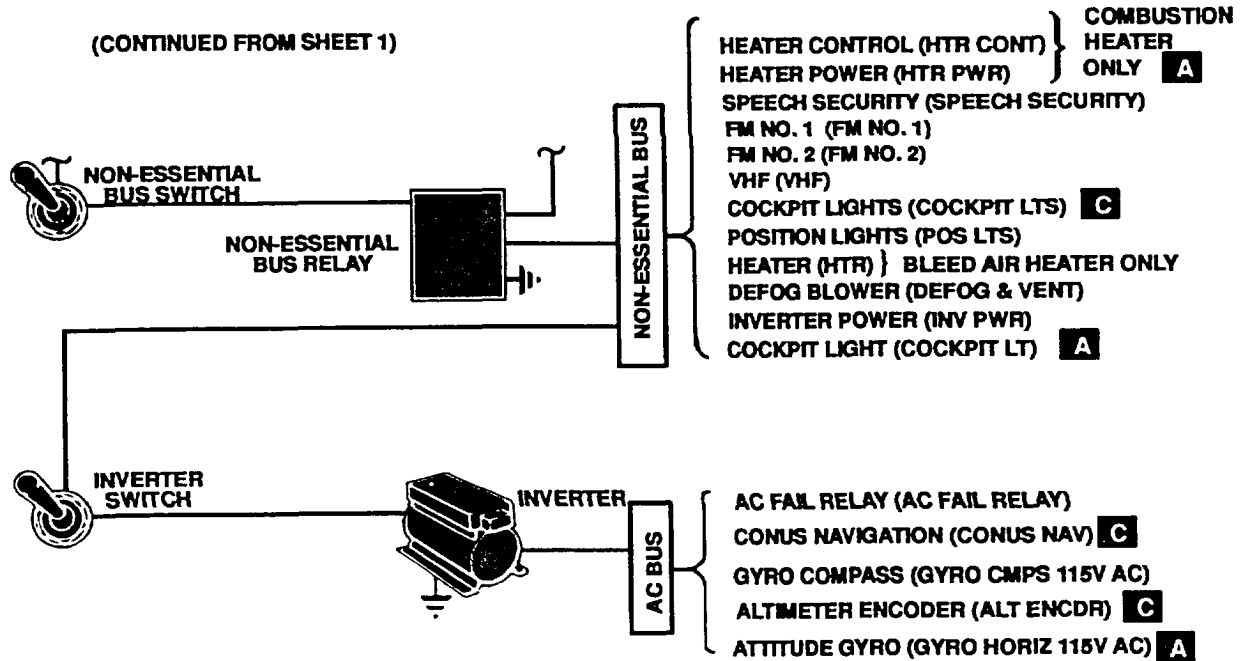 (CONTINUED FROM SHEET 1)
NON-ESSENTIAL
BUS SWITCH
NON-ESSENTIAL
BUS RELAY
NON-ESSENTIAL BUS
HEATER CONTROL (HTR CONT)
HEATER POWER (HTR PWR)
COMBUSTION
HEATER
ONLY A
SPEECH SECURITY (SPEECH SECURITY)
FM NO. 1 (FM NO. 1)
FM NO. 2 (FM NO. 2)
VHF (VHF)
COCKPIT LIGHTS (COCKPIT LTS) C
POSITION LIGHTS (POS LTS)
HEATER (HTR) } BLEED AIR HEATER ONLY
DEFOG BLOWER (DEFOG & VENT)
INVERTER POWER (INV PWR)
COCKPIT LIGHT (COCKPIT LT) A
INVERTER
SWITCH
INVERTER
AC BUS
AC FAIL RELAY (AC FAIL RELAY)
CONUS NAVIGATION (CONUS NAV) C
GYRO COMPASS (GYRO CMPS 115V AC)
ALTIMETER ENCODER (ALT ENCDR) C
ATTITUDE GYRO (GYRO HORIZ 115V AC) A